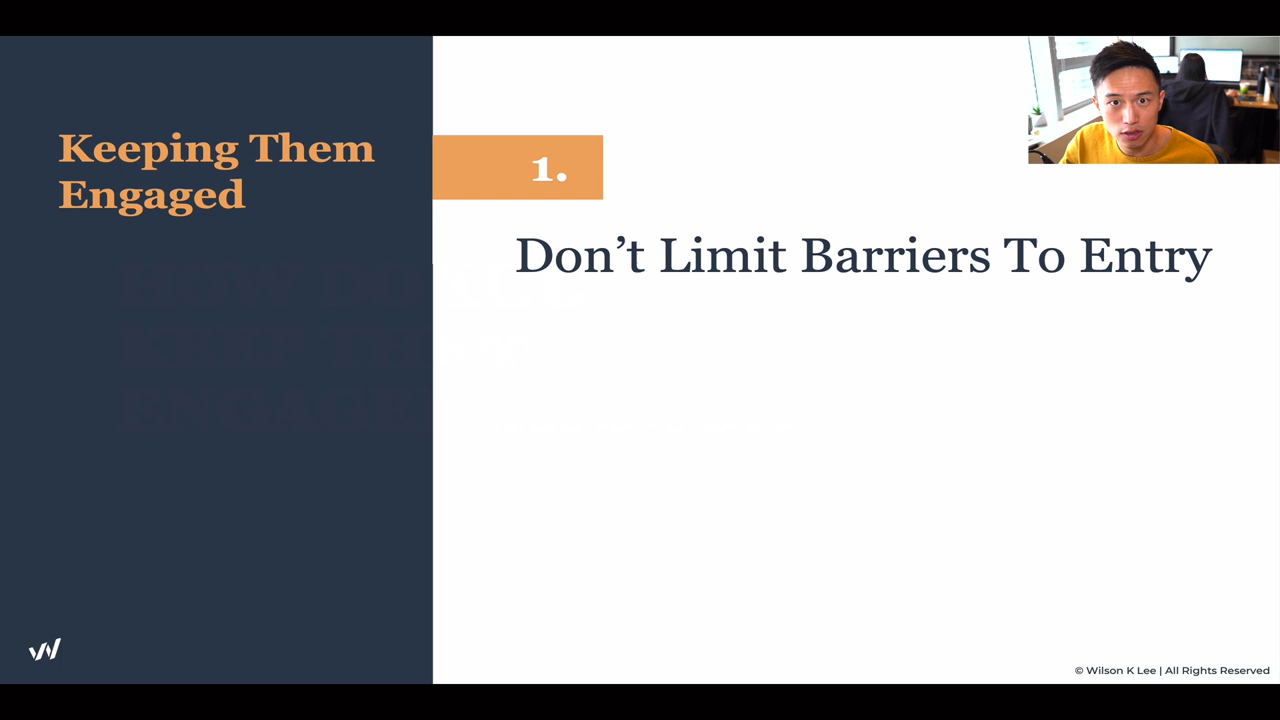 Keeping Them
Engaged
1.
Don’t Limit Barriers To Entry
© Wilson K Lee | All Rights Reserved